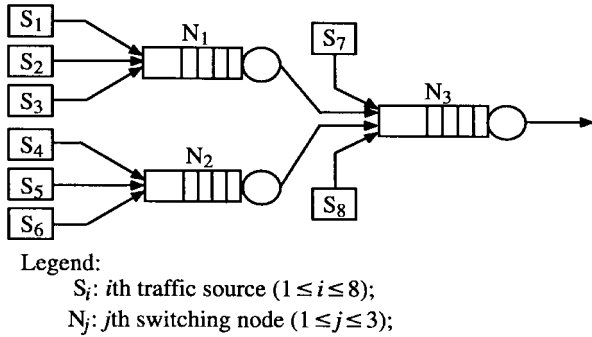 S1
S2
S3
N1
S7
N3
S4
S5
S6
N2
S8
Legend:
Si: ith traffic source (1≤i≤8);
Nj: jth switching node (1≤j≤3);